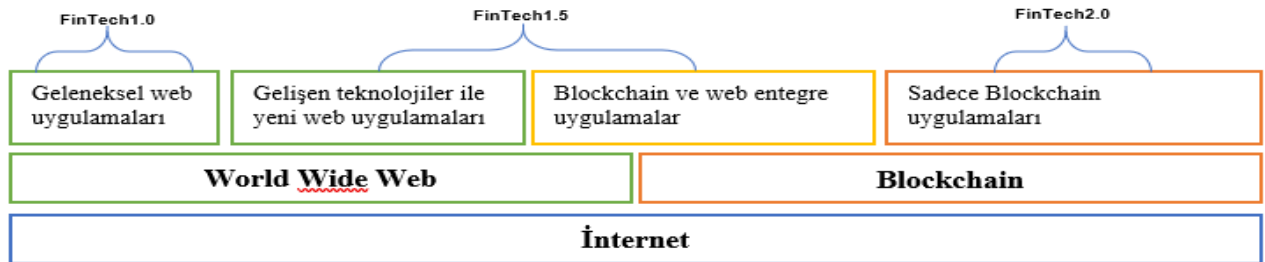 FinTech1.0
FinTech1.5
FinTech2.0
Geleneksel web
uygulamaları
Gelişen teknolojiler ile
yeni web uygulamaları
Blockchain ve web entegre
uygulamalar
Sadece Blockchain
uygulamaları
World Wide Web
Blockchain
İnternet